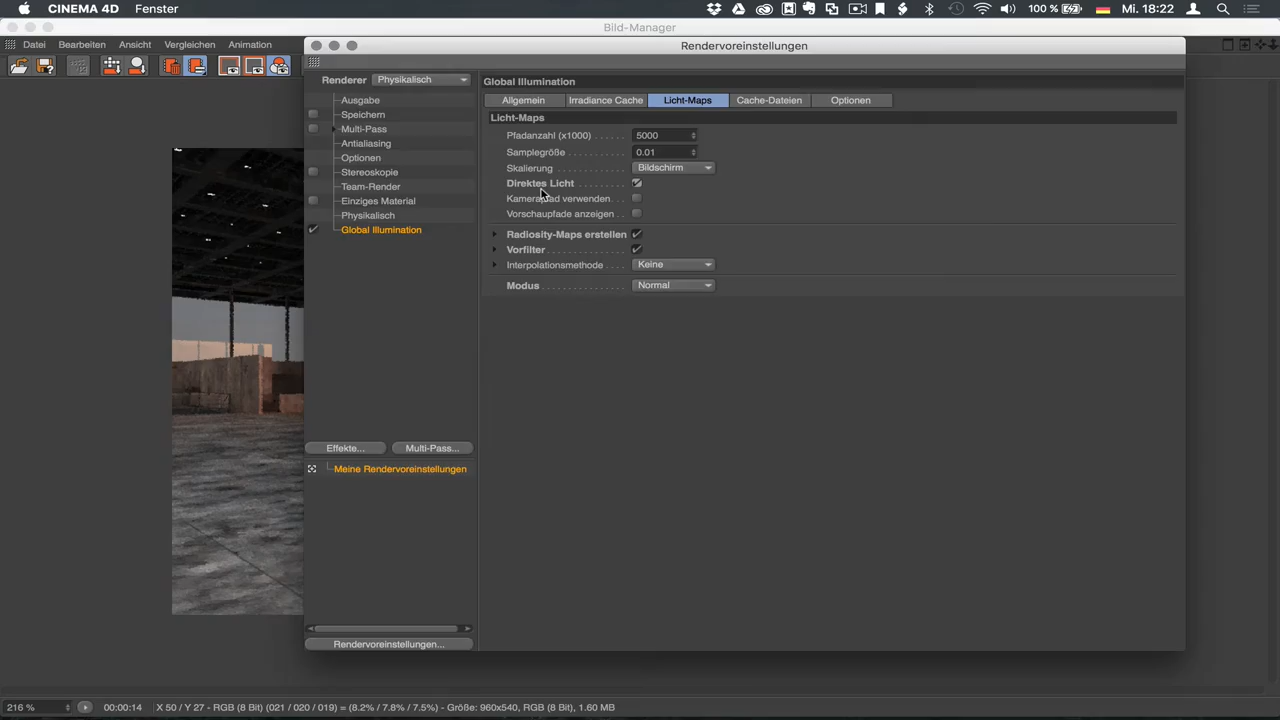 CINEMA 4D Fenster 100 % Mi. 18:22
Bild-Manager
Datei Bearbeiten Ansicht Vergleichen Animation
Rendervoreinstellungen
Renderer Physikalisch
Ausgabe
Speichern
Multi-Pass
Antialiasing
Optionen
Stereoskopie
Team-Render
Einziges Material
Physikalisch
Global Illumination
Effekte... Multi-Pass...
Meine Rendervoreinstellungen
Rendervoreinstellungen...
Global Illumination
Allgemein Irradiance Cache Licht-Maps Cache-Dateien Optionen
Licht-Maps
Pfadanzahl (x1000) 5000
Samplegröße 0.01
Skalierung Bildschirm
Direktes Licht
verwenden
Vorschaupfade anzeigen
Radiosity-Maps erstellen
Vorfilter
Interpolationsmethode Keine
Modus Normal
216 % 00:00:14 X 50 / Y 27 - RGB (8 Bit) (021 / 020 / 019) = (8.2% / 7.8% / 7.5%) - Größe: 960x540, RGB (8 Bit), 1.60 MB